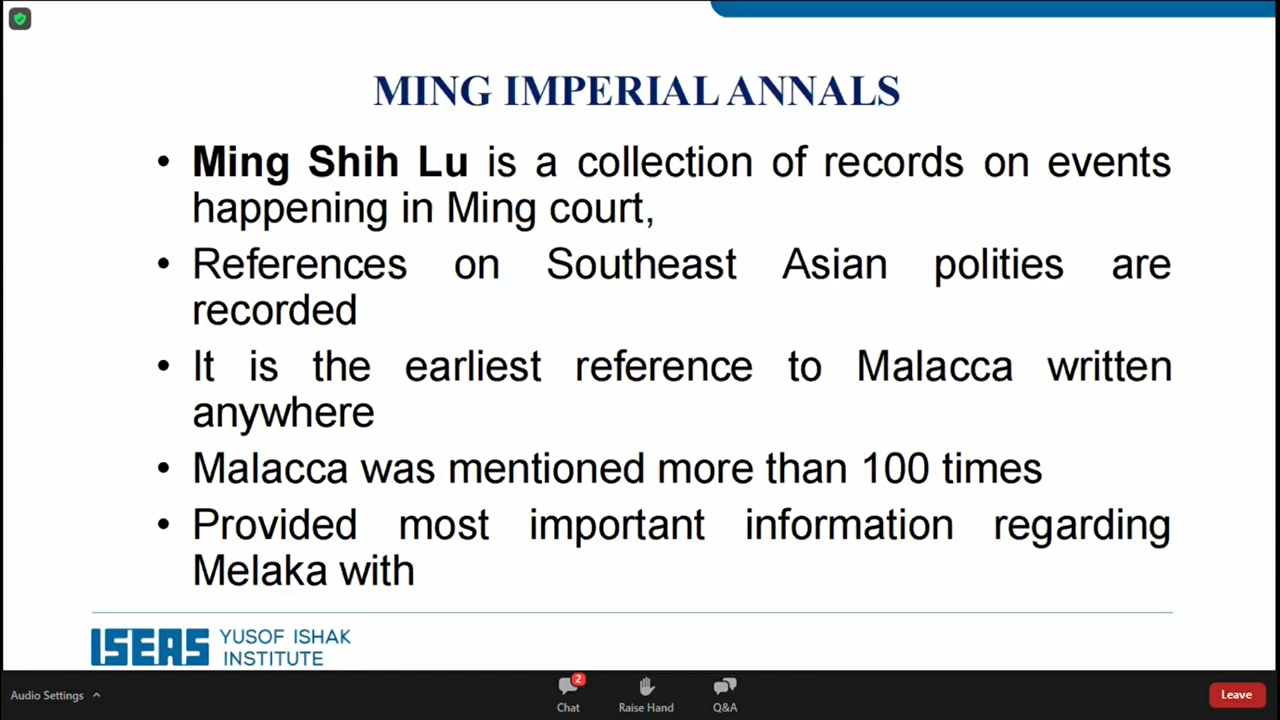 MING IMPERIAL ANNALS
• Ming Shih Lu is a collection of records on events
happening in Ming court,
• References on Southeast Asian polities are
recorded
• It is the earliest reference to Malacca written
anywhere
• Malacca was mentioned more than 100 times
• Provided most important information regarding
Melaka with
ISEAS YUSOF ISHAK
INSTITUTE
Audio Settings
2
Chat
Raise Hand
Q&A
Leave